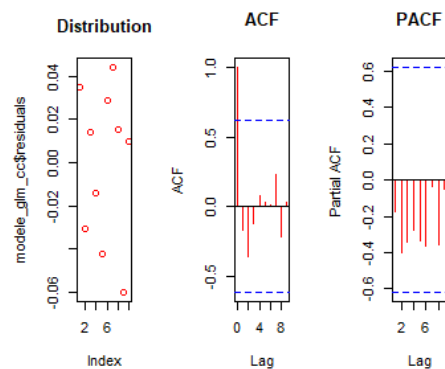 Distribution
modele_glm_cc$residuals
0.04
0.02
0.00
-0.02
-0.06
2
6
Index
ACF
ACF
1.0
0.5
0.0
-0.5
0
4
8
Lag
PACF
Partial ACF
0.6
0.4
0.2
0.0
-0.2
-0.4
-0.6
2
6
Lag